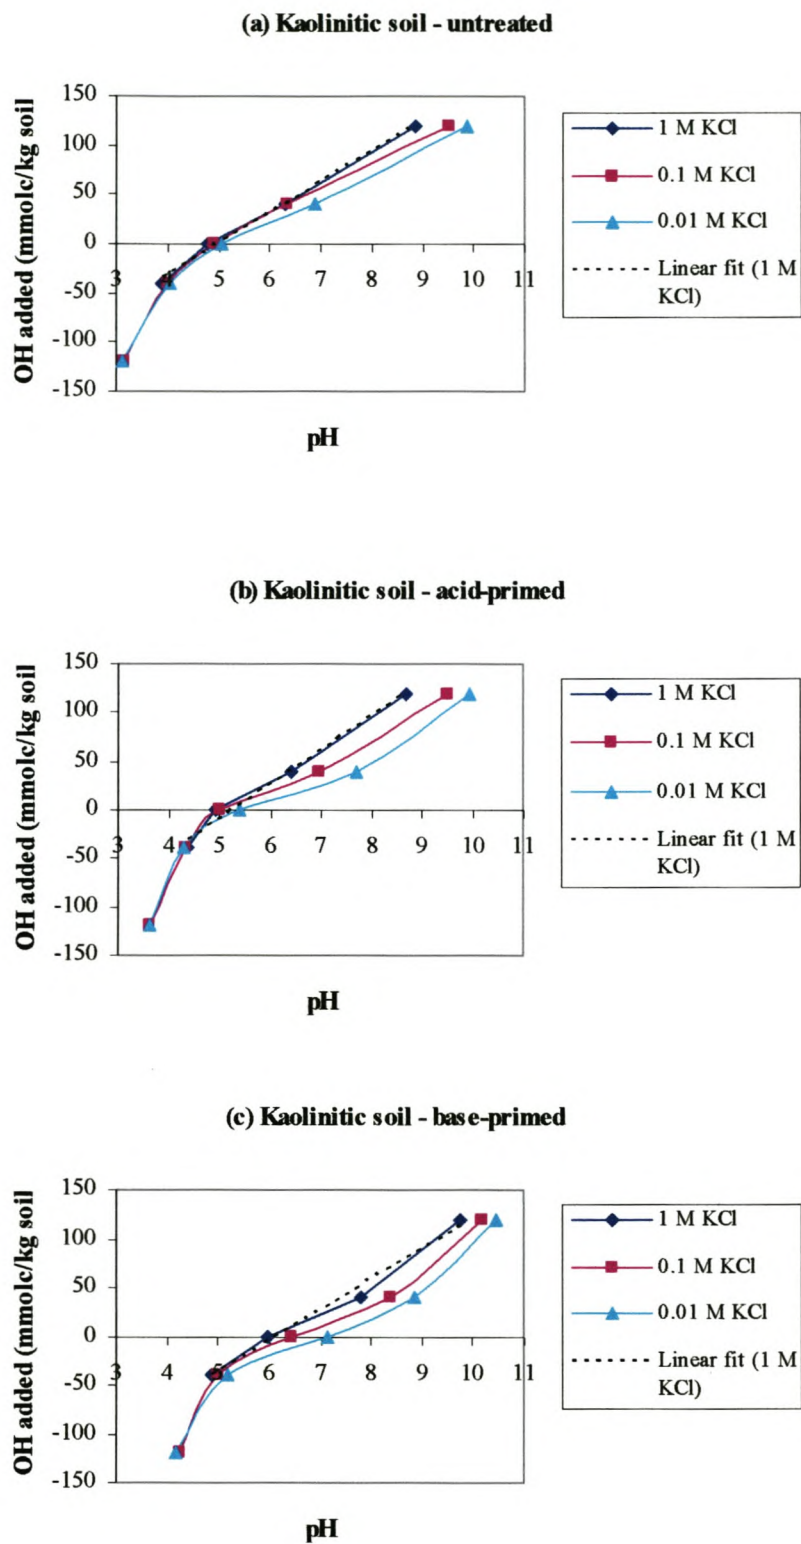 (a) Kaolinitic soil - untreated
OH added (mmolc/kg soil
150
100
50
0
-50
-100
-150
3 4 5 6 7 8 9 10 11
pH
1 M KCl
0.1 M KCl
0.01 M KCl
Linear fit (1 M
KCl)
(b) Kaolinitic soil - acid-primed
OH added (mmolc/kg soil
150
100
50
0
-50
-100
-150
3 4 5 6 7 8 9 10 11
pH
1 M KCl
0.1 M KCl
0.01 M KCl
Linear fit (1 M
KCl)
(c) Kaolinitic soil - base-primed
OH added (mmolc/kg soil
150
100
50
0
-50
-100
-150
3 4 5 6 7 8 9 10 11
pH
1 M KCl
0.1 M KCl
0.01 M KCl
Linear fit (1 M
KCl)